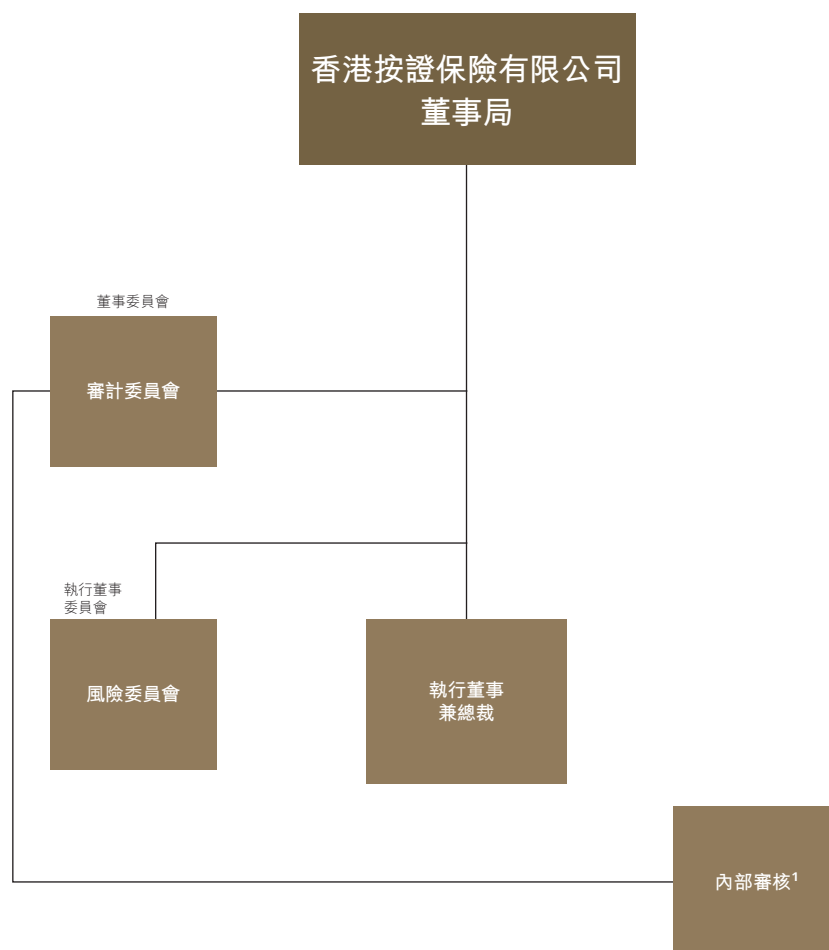 香港按證保險有限公司
董事局
董事委員會
審計委員會
執行董事
委員會
風險委員會
執行董事
兼總裁
內部審核¹